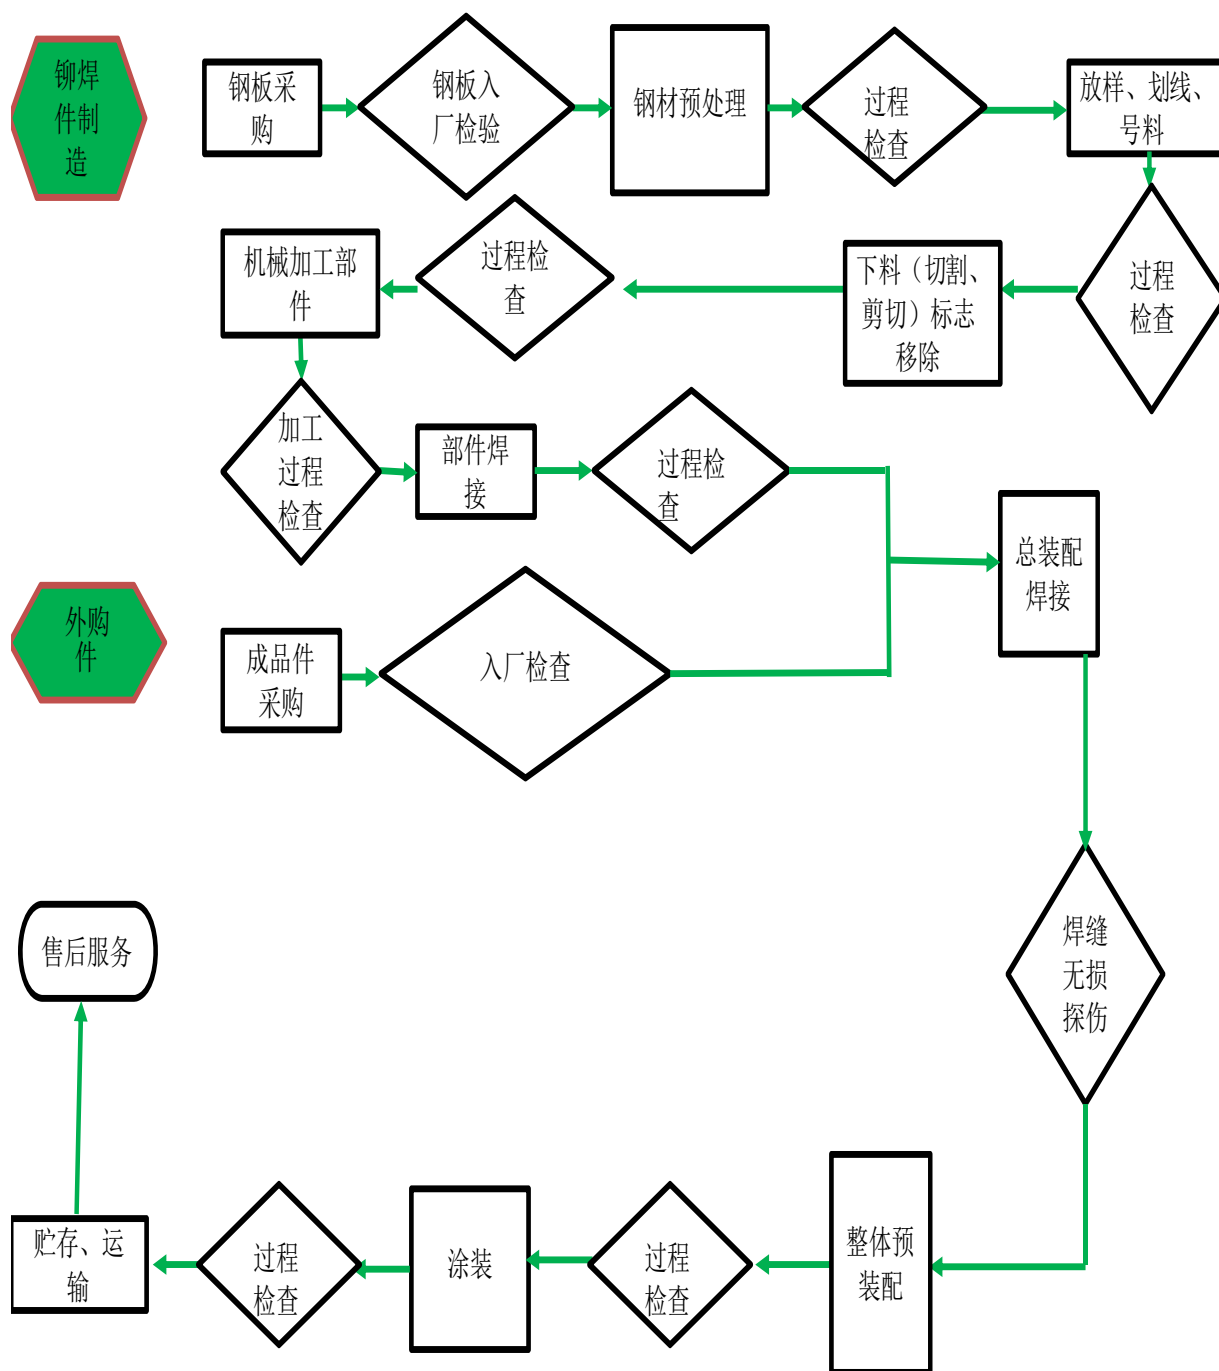 铆焊
件制
造
钢板采
购
钢板入
厂检验
钢材预处理
过程
检查
放样、划线、
号料
机械加工部
件
过程检
查
下料（切割、
剪切）标志
移除
过程
检查
加工
过程
检查
部件焊
接
过程检
查
总装配
焊接
外购
件
成品件
采购
入厂检查
焊缝
无损
探伤
售后服务
贮存、运
输
过程
检查
涂装
过程
检查
整体预
装配